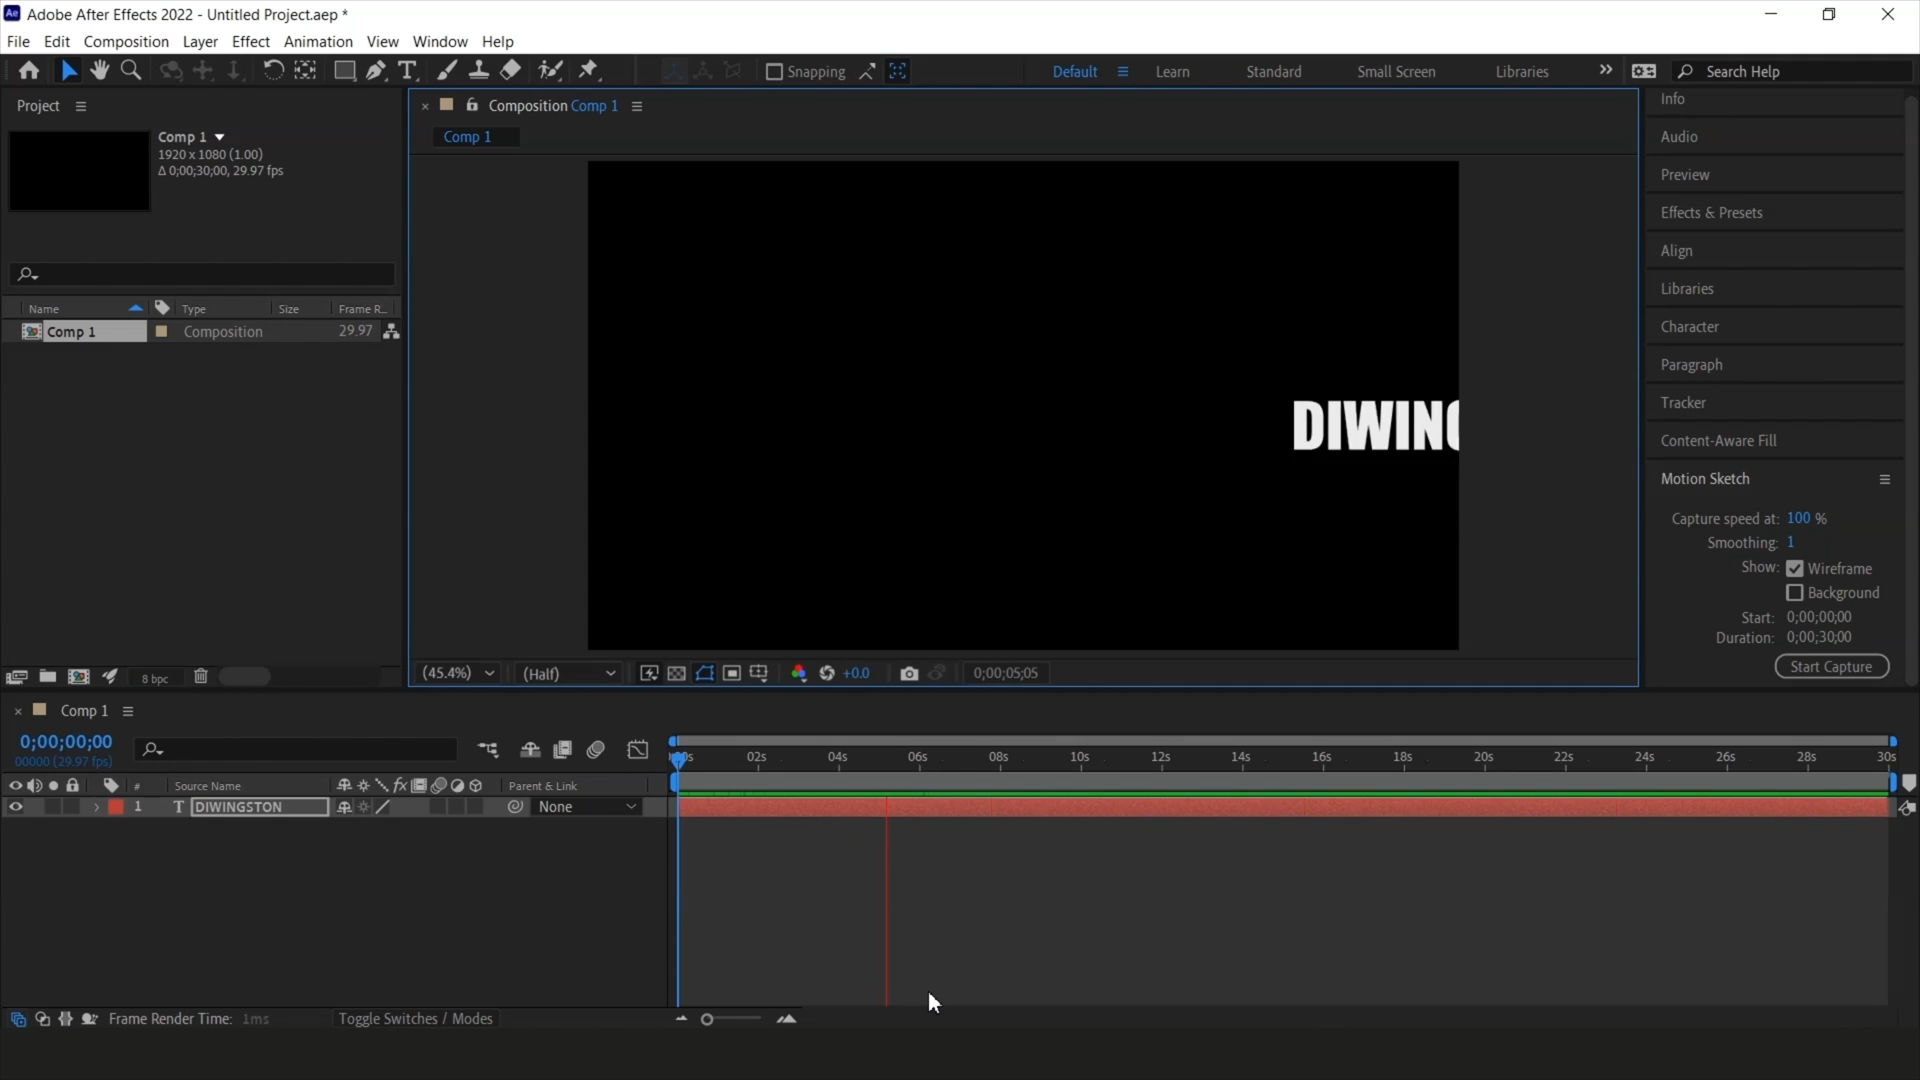 Ae Adobe After Effects 2022 - Untitled Project.aep *
File Edit Composition Layer Effect Animation View Window Help
Snapping Default Learn Standard Small Screen Libraries Search Help
Project
Comp 1
1920 x 1080 (1.00)
Δ 0;00;30;00, 29.97 fps
Name Type Size Frame R...
Comp 1 Composition 29.97
8 bpc
Composition Comp 1
Comp 1
DIWING
(45.4%) (Half) +0.0 0;00;05;05
Info
Audio
Preview
Effects & Presets
Align
Libraries
Character
Paragraph
Tracker
Content-Aware Fill
Motion Sketch
Capture speed at: 100 %
Smoothing: 1
Show: Wireframe
Background
Start: 0;00;00;00
Duration: 0;00;30;00
Start Capture
Comp 1
0;00;00;00
00000 (29.97 fps)
02s 04s 06s 08s 10s 12s 14s 16s 18s 20s 22s 24s 26s 28s 30s
# Source Name fx Parent & Link
1 T DIWINGSTON None
Frame Render Time: 1ms Toggle Switches / Modes